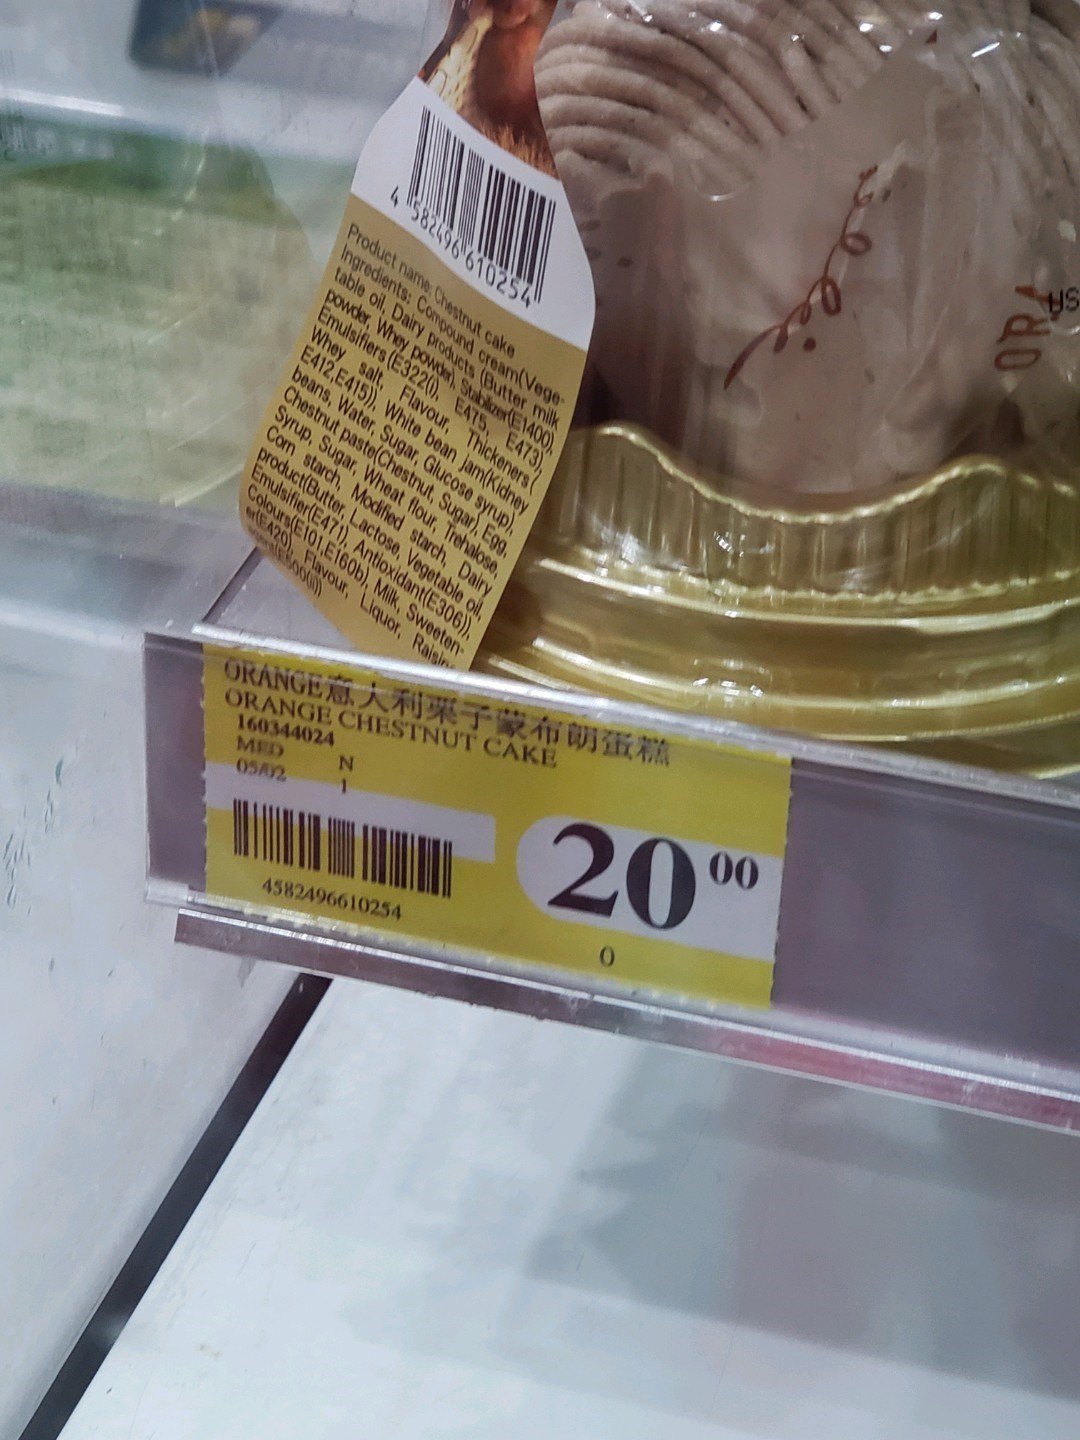 4 582496 610254
Product name: Chestnut cake
Ingredients: Compound cream(Vege-
table oil, Dairy products (Butter milk
powder, Whey powder), Stabilizer(E1400),
Emulsifiers(E322(i), E475, E473),
Whey salt, Flavour, Thickeners(
E412,E415)), White bean jam(Kidney
beans, Water, Sugar, Glucose syrup),
Chestnut paste(Chestnut, Sugar), Egg,
Syrup, Sugar, Wheat flour, Trehalose,
Corn starch, Modified starch, Dairy
product(Butter, Lactose, Vegetable oil,
Emulsifier(E471), Antioxidant(E306)),
Colours(E101,E160b), Milk, Sweeten-
er(E420), Flavour, Liquor, Raisin
(E500(ii))
ORA
ORANGE意大利栗子蒙布朗蛋糕
ORANGE CHESTNUT CAKE
160344024
MED N
05/02 1
4582496610254
20 00
0